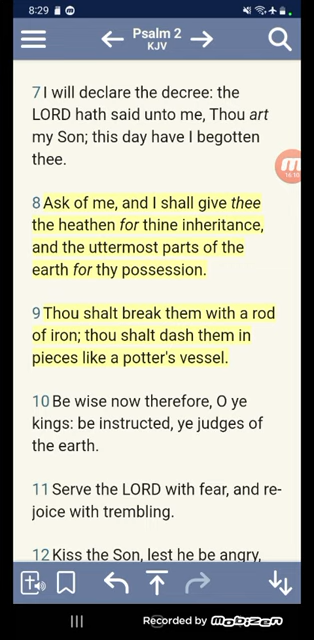 8:29
Psalm 2
KJV
7 I will declare the decree: the
LORD hath said unto me, Thou art
my Son; this day have I begotten
thee.
8 Ask of me, and I shall give thee
the heathen for thine inheritance,
and the uttermost parts of the
earth for thy possession.
9 Thou shalt break them with a rod
of iron; thou shalt dash them in
pieces like a potter's vessel.
10 Be wise now therefore, O ye
kings: be instructed, ye judges of
the earth.
11 Serve the LORD with fear, and re-
joice with trembling.
12 Kiss the Son, lest he be angry,
Recorded by mobizen